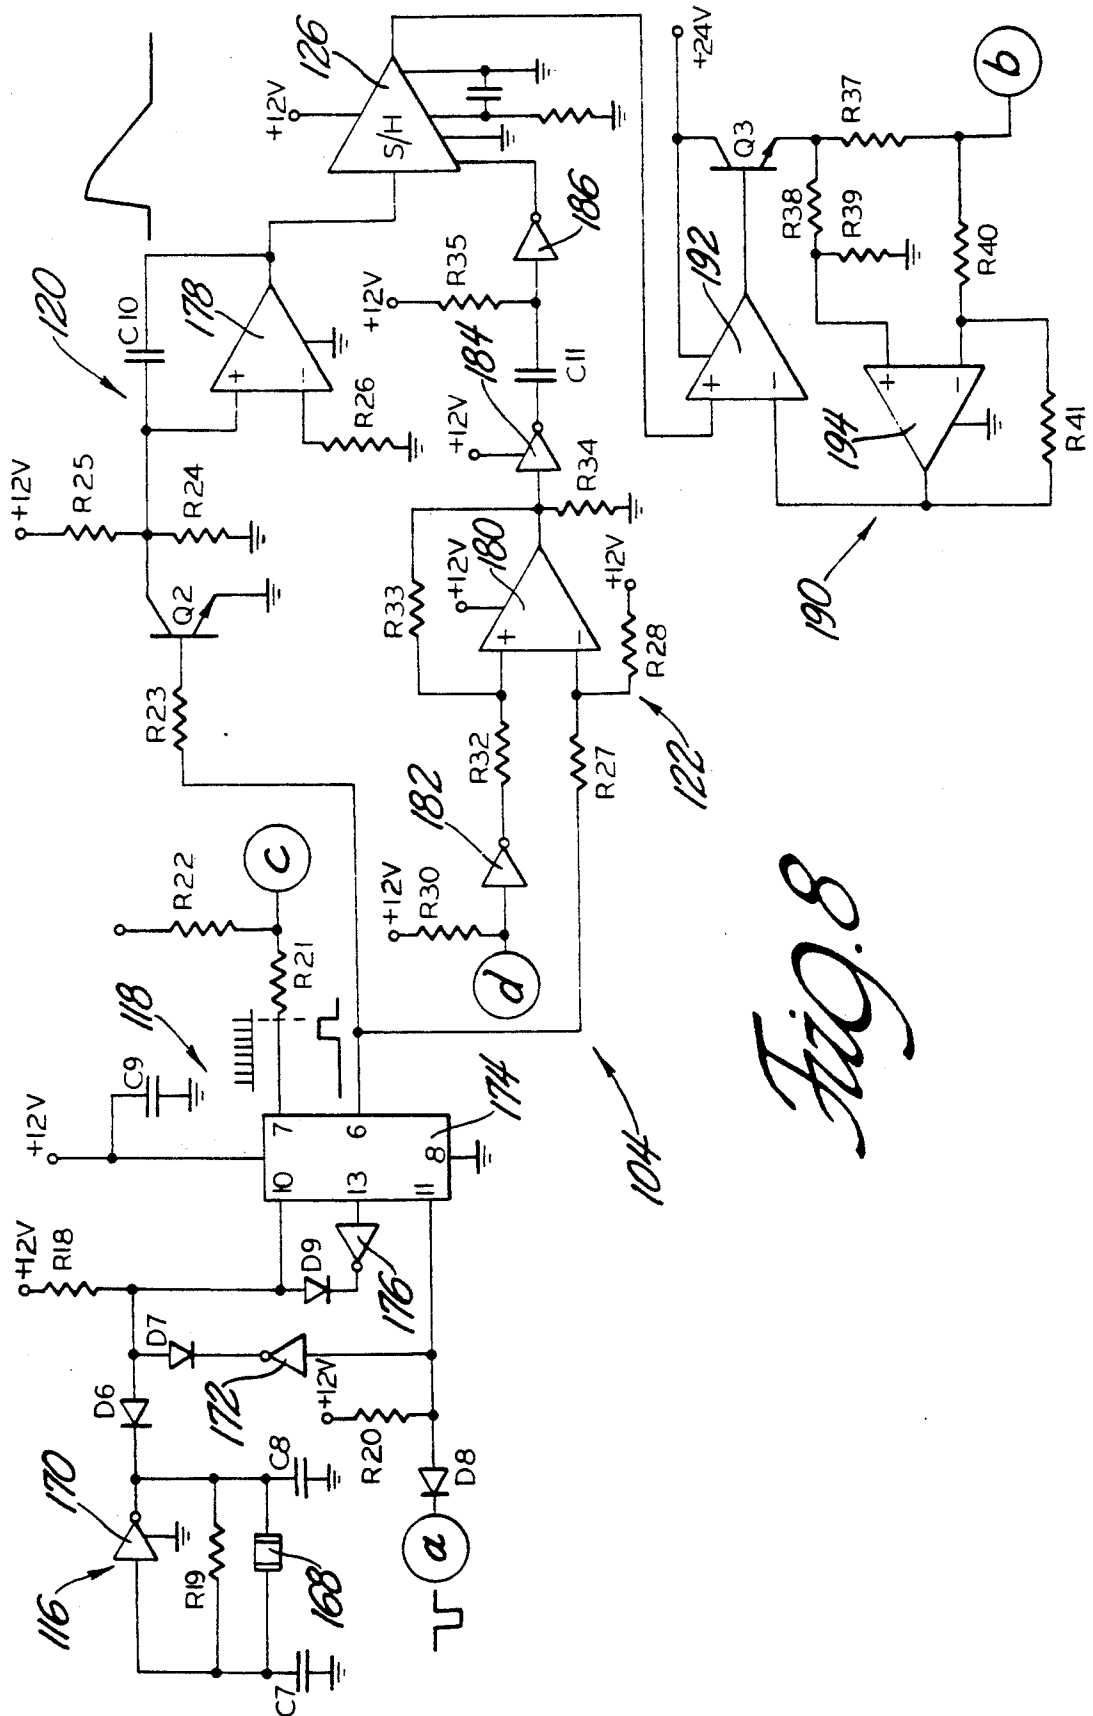 116
170
D6
D7
+12V
R18
+12V
C9
118
R22
c
R21
R23
Q2
+12V
R25
R24
120
C10
178
+
-
R26
+12V
126
S/H
R19
168
C7
C8
172
D9
176
10
7
13
6
11
8
174
+12V
R20
a
D8
104
+12V
R30
d
182
R32
R33
+12V
180
+
-
R27
R28
+12V
122
R34
+12V
184
C11
+12V
R35
186
+24V
192
+
-
Q3
R37
b
R38
R39
R40
194
+
-
R41
190
Fig. 8